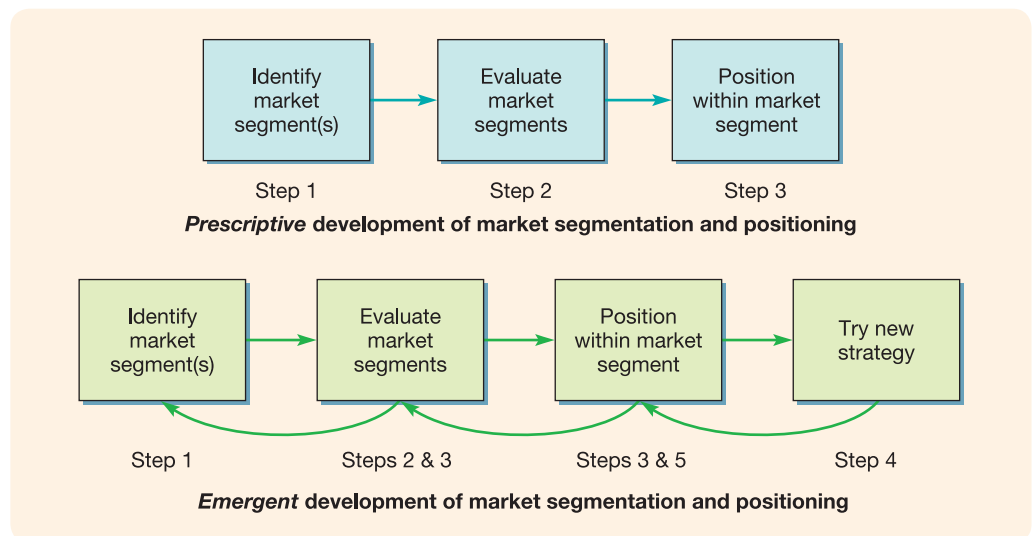 Identify
market
segment(s)
Evaluate
market
segments
Position
within market
segment
Step 1
Step 2
Step 3
Prescriptive development of market segmentation and positioning
Identify
market
segment(s)
Evaluate
market
segments
Position
within market
segment
Try new
strategy
Step 1
Steps 2 & 3
Steps 3 & 5
Step 4
Emergent development of market segmentation and positioning